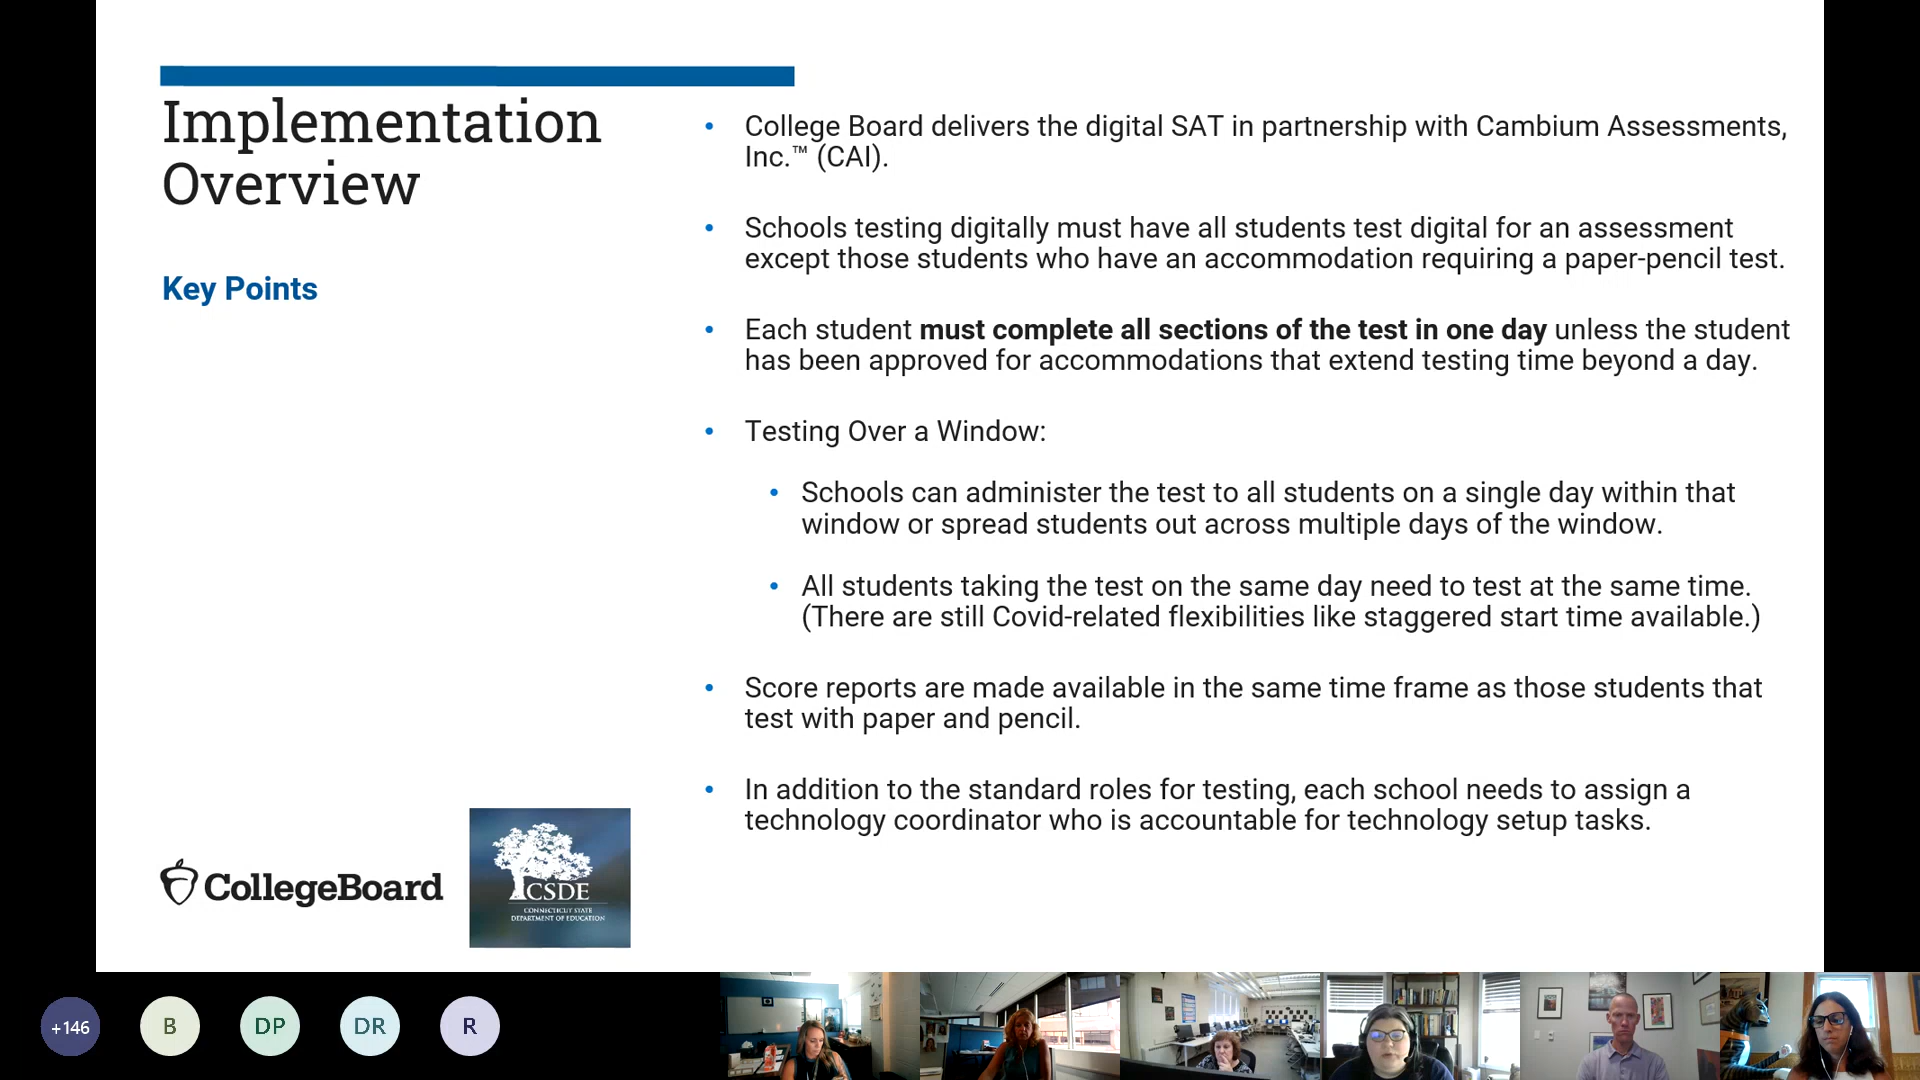 Implementation
Overview
Key Points
• College Board delivers the digital SAT in partnership with Cambium Assessments,
Inc.™ (CAI).
• Schools testing digitally must have all students test digital for an assessment
except those students who have an accommodation requiring a paper-pencil test.
• Each student must complete all sections of the test in one day unless the student
has been approved for accommodations that extend testing time beyond a day.
• Testing Over a Window:
• Schools can administer the test to all students on a single day within that
window or spread students out across multiple days of the window.
• All students taking the test on the same day need to test at the same time.
(There are still Covid-related flexibilities like staggered start time available.)
• Score reports are made available in the same time frame as those students that
test with paper and pencil.
• In addition to the standard roles for testing, each school needs to assign a
technology coordinator who is accountable for technology setup tasks.
CollegeBoard
CSDE
CONNECTICUT STATE
DEPARTMENT OF EDUCATION
+146
B
DP
DR
R